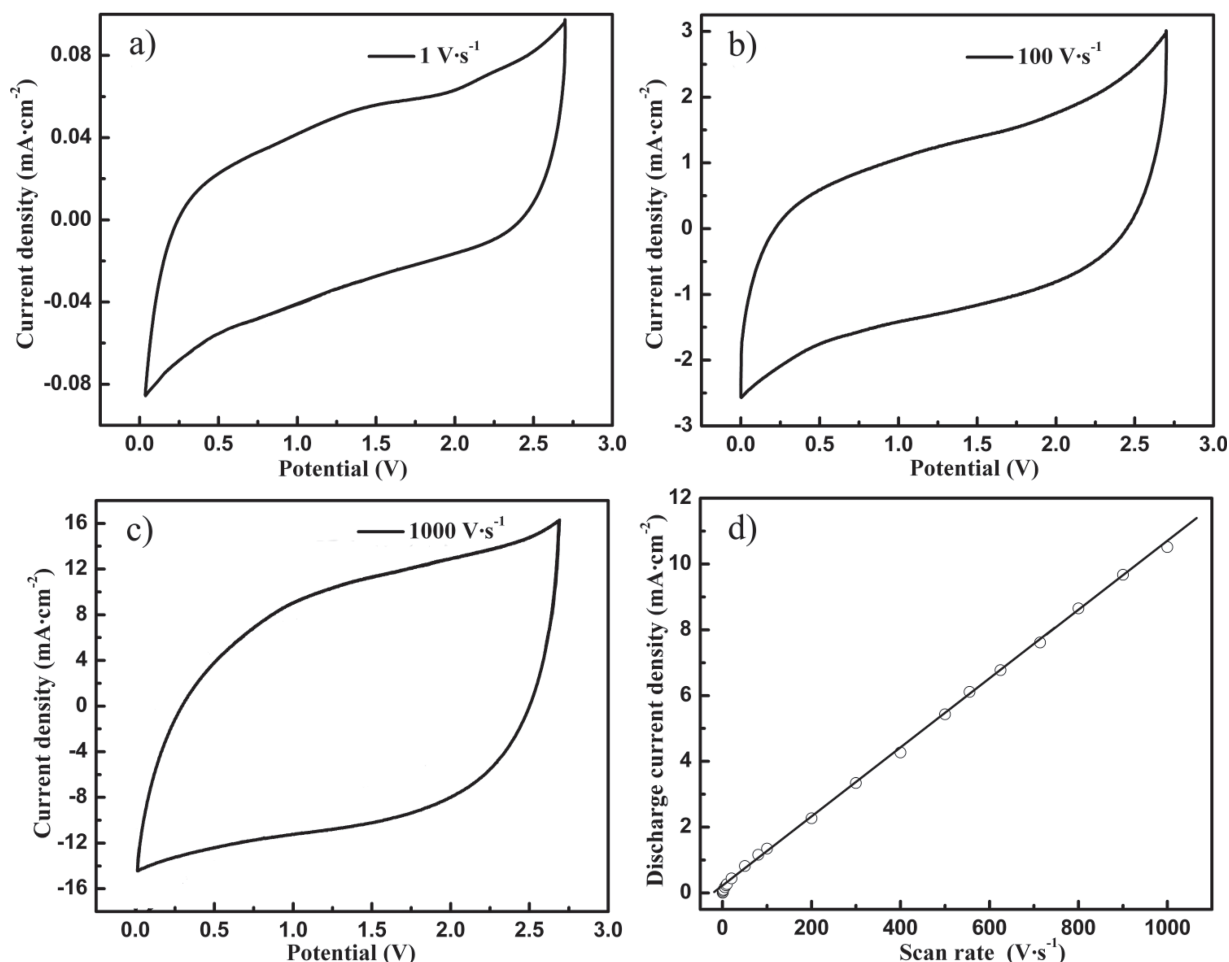 a)
1 V·s⁻¹
0.08
0.04
0.00
-0.04
-0.08
Current density (mA·cm⁻²)
0.0 0.5 1.0 1.5 2.0 2.5 3.0
Potential (V)
b)
100 V·s⁻¹
3
2
1
0
-1
-2
-3
Current density (mA·cm⁻²)
0.0 0.5 1.0 1.5 2.0 2.5 3.0
Potential (V)
c)
1000 V·s⁻¹
16
12
8
4
0
-4
-8
-12
-16
Current density (mA·cm⁻²)
0.0 0.5 1.0 1.5 2.0 2.5 3.0
Potential (V)
d)
12
10
8
6
4
2
0
Discharge current density (mA·cm⁻²)
0 200 400 600 800 1000
Scan rate (V·s⁻¹)